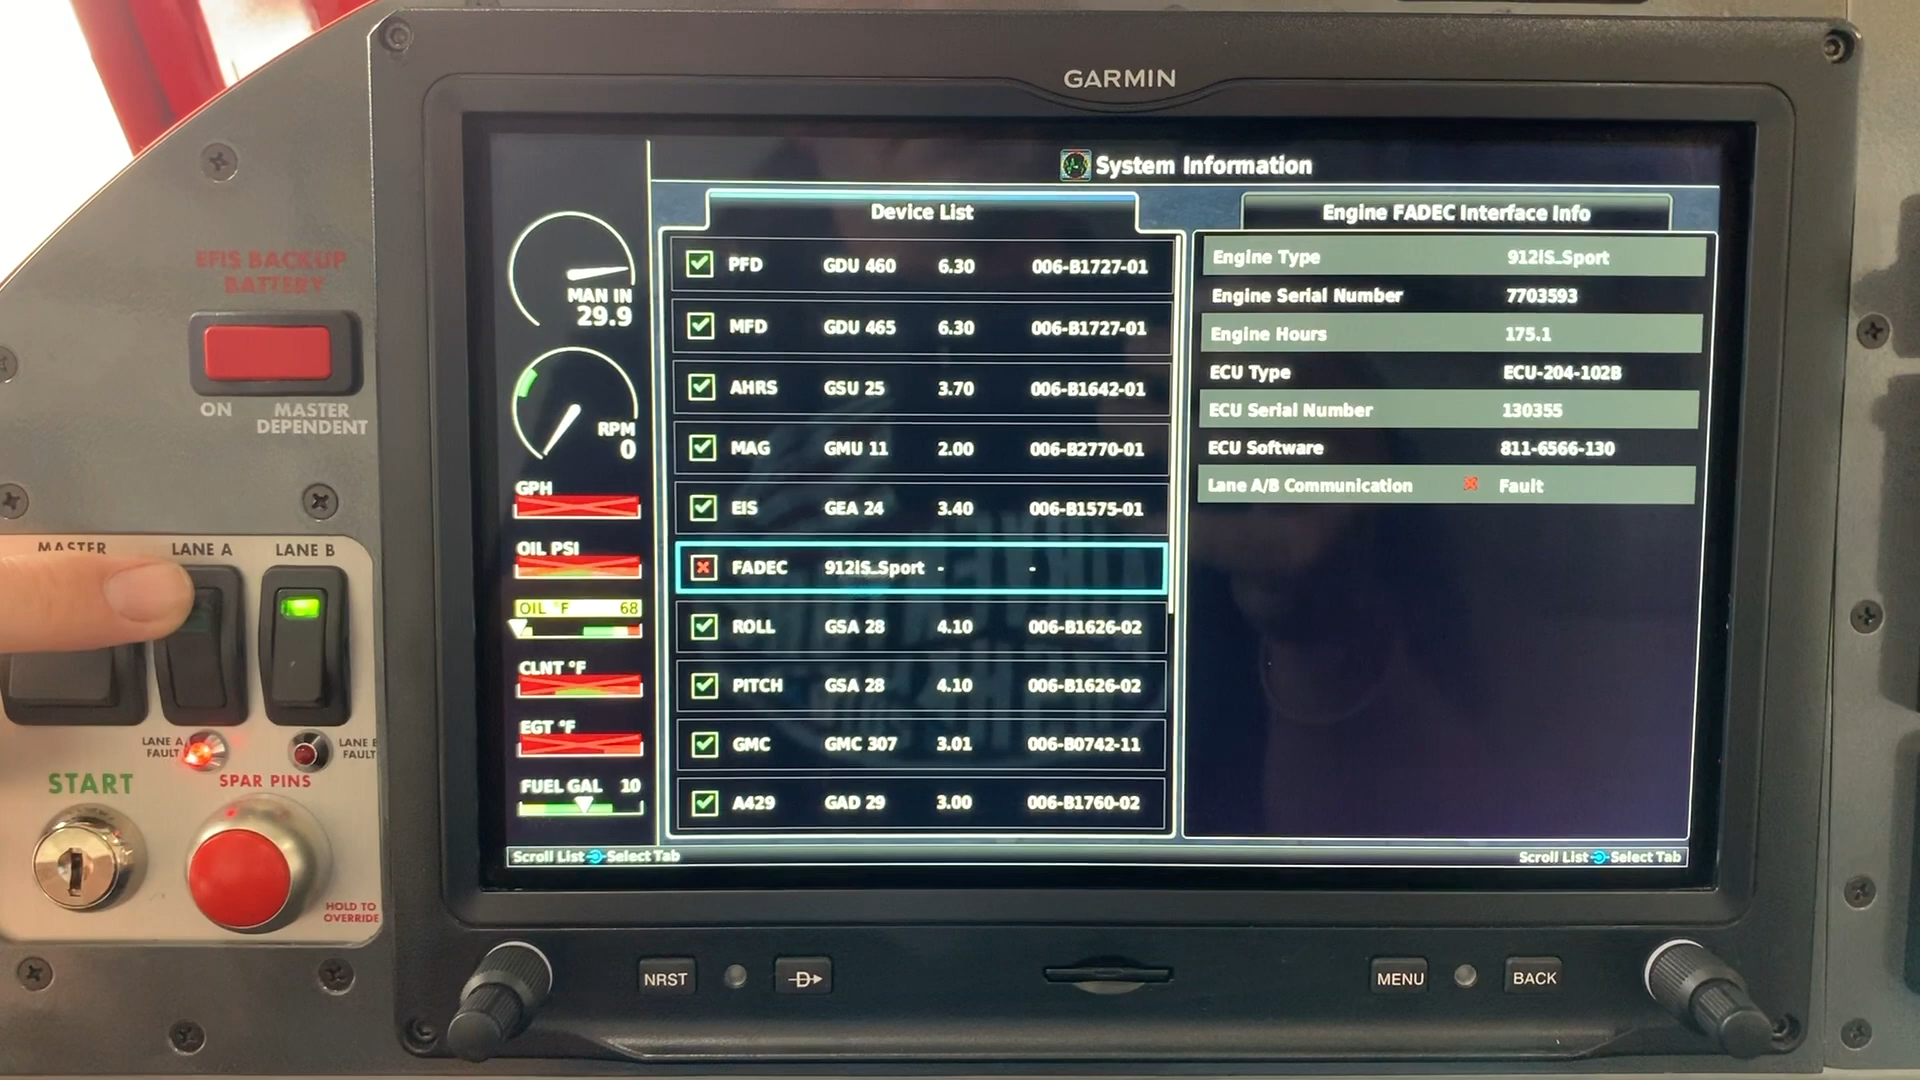 GARMIN
System Information
Device List
Engine FADEC Interface Info
PFD GDU 460 6.30 006-B1727-01
MFD GDU 465 6.30 006-B1727-01
AHRS GSU 25 3.70 006-B1642-01
MAG GMU 11 2.00 006-B2770-01
EIS GEA 24 3.40 006-B1575-01
FADEC 912iS_Sport - -
ROLL GSA 28 4.10 006-B1626-02
PITCH GSA 28 4.10 006-B1626-02
GMC GMC 307 3.01 006-B0742-11
A429 GAD 29 3.00 006-B1760-02
Engine Type 912iS_Sport
Engine Serial Number 7703593
Engine Hours 175.1
ECU Type ECU-204-102B
ECU Serial Number 130355
ECU Software 811-6566-130
Lane A/B Communication Fault
MAN IN
29.9
RPM
0
GPH
OIL PSI
OIL °F 68
CLNT °F
EGT °F
FUEL GAL 10
Scroll List Select Tab
Scroll List Select Tab
EFIS BACKUP
BATTERY
ON
MASTER
DEPENDENT
MASTER
LANE A
LANE B
LANE A
FAULT
LANE B
FAULT
START
SPAR PINS
HOLD TO
OVERRIDE
NRST
D
MENU
BACK